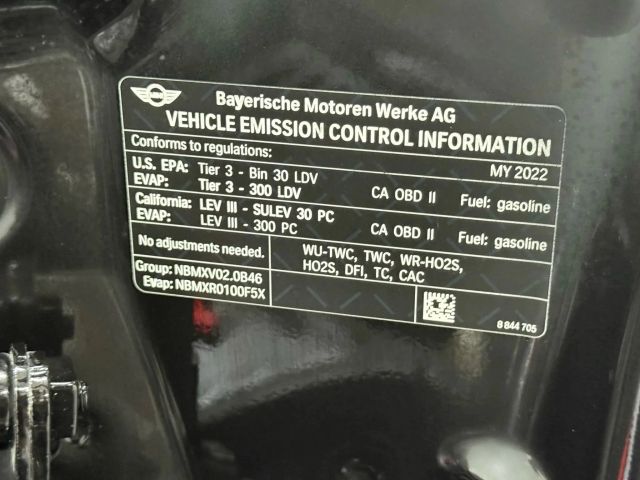 MINI
Bayerische Motoren Werke AG
VEHICLE EMISSION CONTROL INFORMATION
Conforms to regulations: MY 2022
U.S. EPA: Tier 3 - Bin 30 LDV CA OBD II Fuel: gasoline
EVAP: Tier 3 - 300 LDV
California: LEV III - SULEV 30 PC CA OBD II Fuel: gasoline
EVAP: LEV III - 300 PC
No adjustments needed.
WU-TWC, TWC, WR-HO2S,
HO2S, DFI, TC, CAC
Group: NBMXV02.0B46
Evap: NBMXR0100F5X
8 844 705